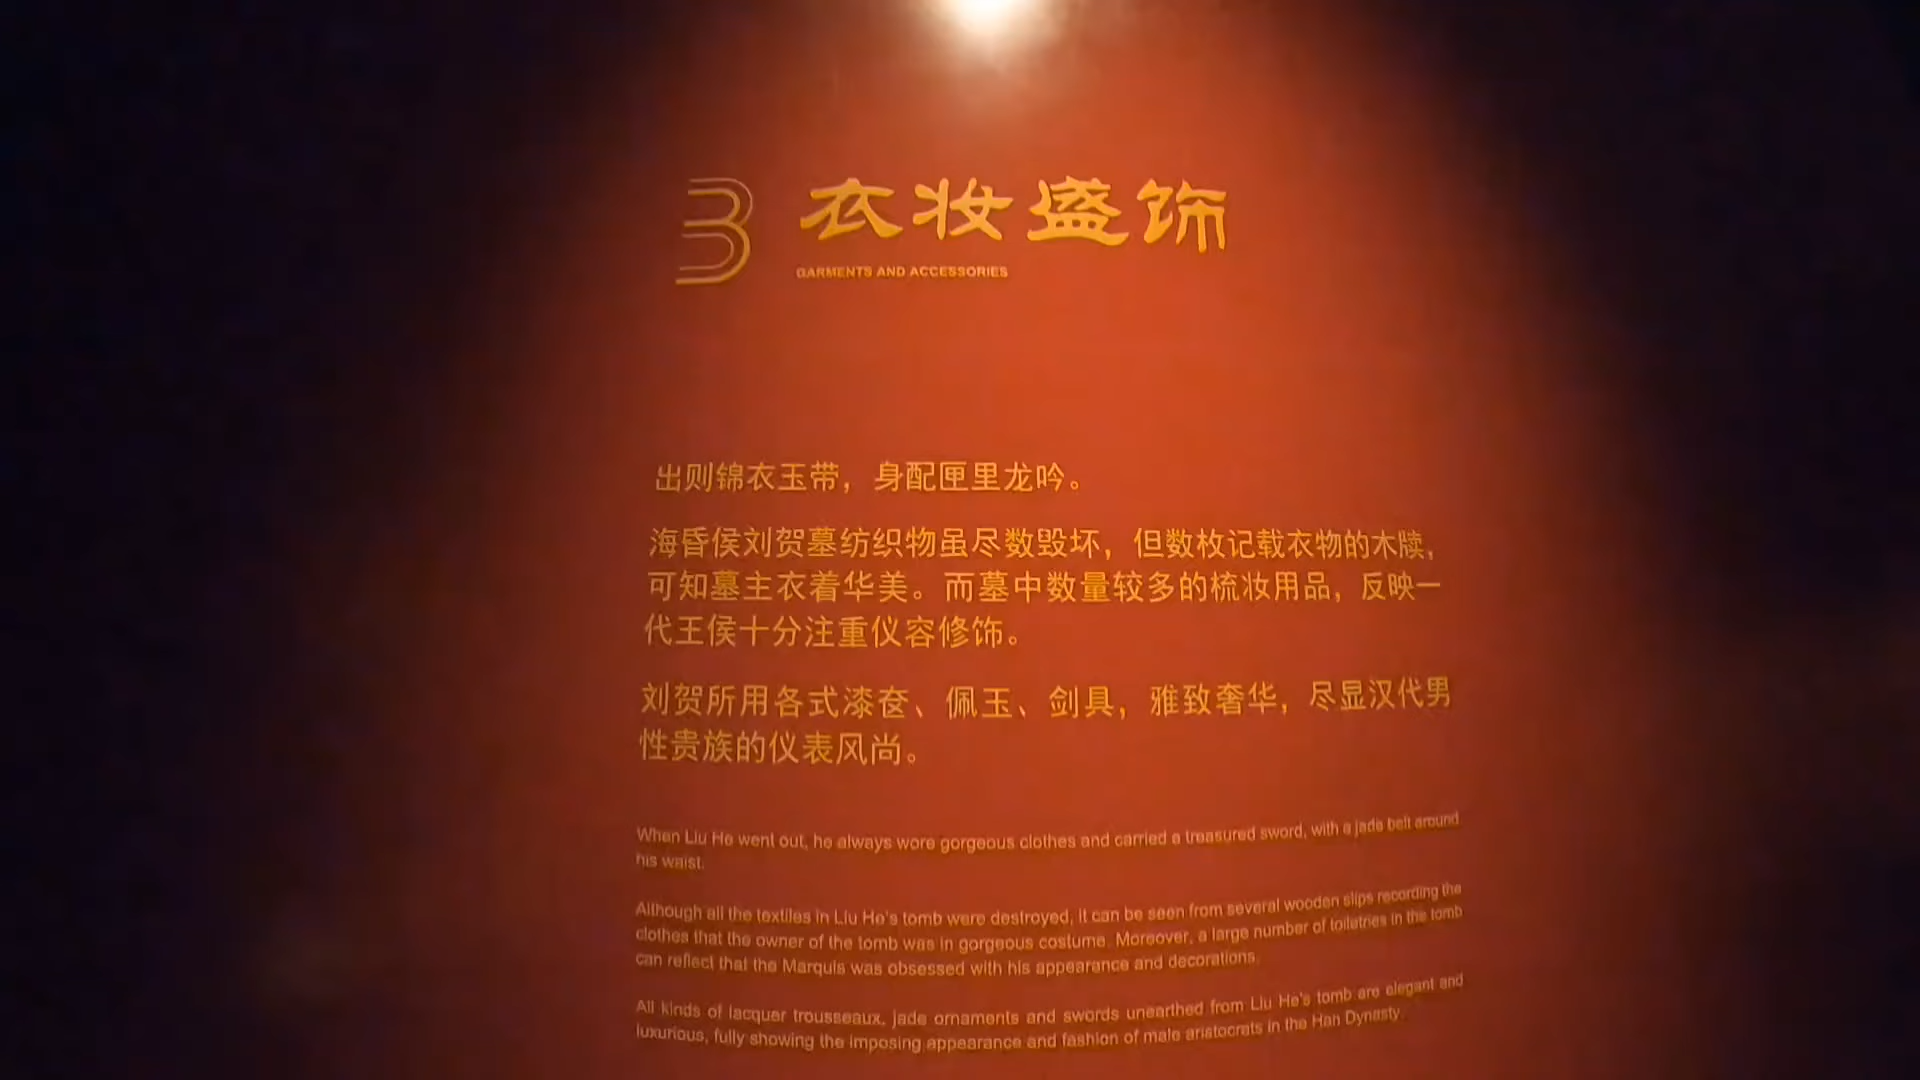 3 衣妆盛饰
GARMENTS AND ACCESSORIES
出则锦衣玉带，身配匣里龙吟。
海昏侯刘贺墓纺织物虽尽数毁坏，但数枚记载衣物的木牍，
可知墓主衣着华美。而墓中数量较多的梳妆用品，反映一
代王侯十分注重仪容修饰。
刘贺所用各式漆奁、佩玉、剑具，雅致奢华，尽显汉代男
性贵族的仪表风尚。
When Liu He went out, he always wore gorgeous clothes and carried a treasured sword, with a jade belt around
his waist.
Although all the textiles in Liu He's tomb were destroyed, it can be seen from several wooden slips recording the
clothes that the owner of the tomb was in gorgeous costume. Moreover, a large number of toiletries in the tomb
can reflect that the Marquis was obsessed with his appearance and decorations.
All kinds of lacquer trousseaux, jade ornaments and swords unearthed from Liu He's tomb are elegant and
luxurious, fully showing the imposing appearance and fashion of male aristocrats in the Han Dynasty.